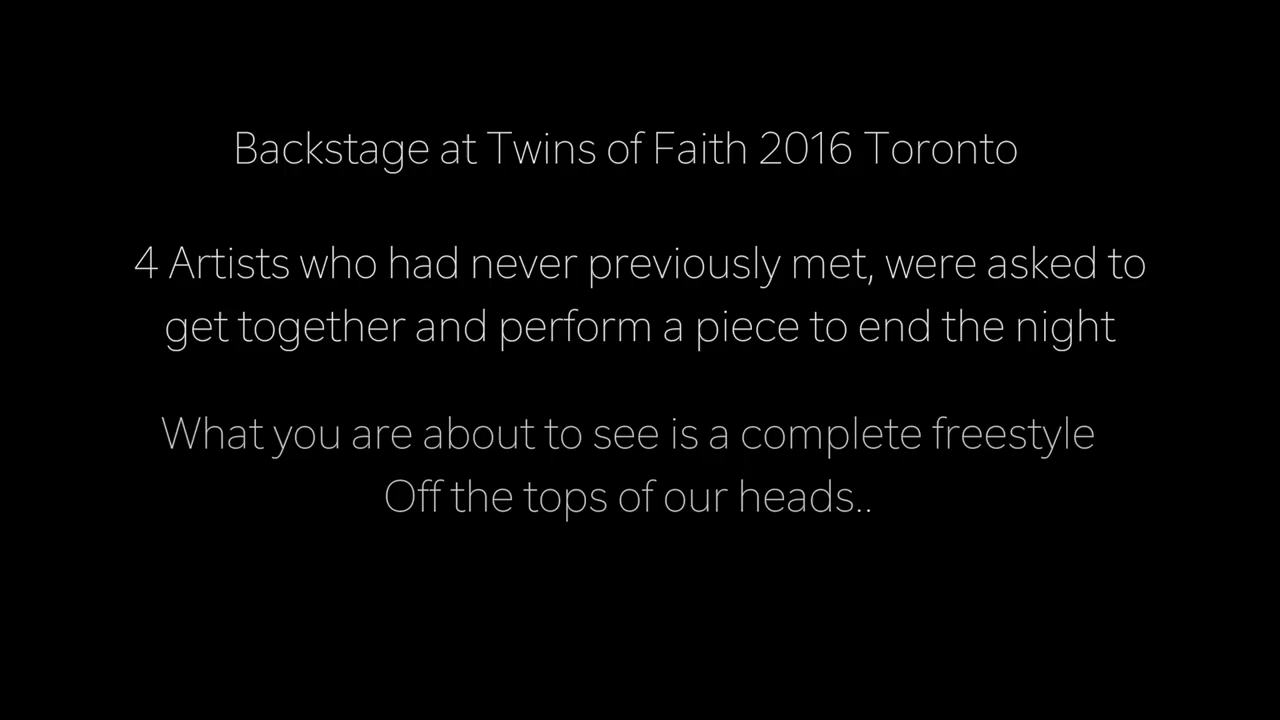 Backstage at Twins of Faith 2016 Toronto
4 Artists who had never previously met, were asked to
get together and perform a piece to end the night
What you are about to see is a complete freestyle
Off the tops of our heads..